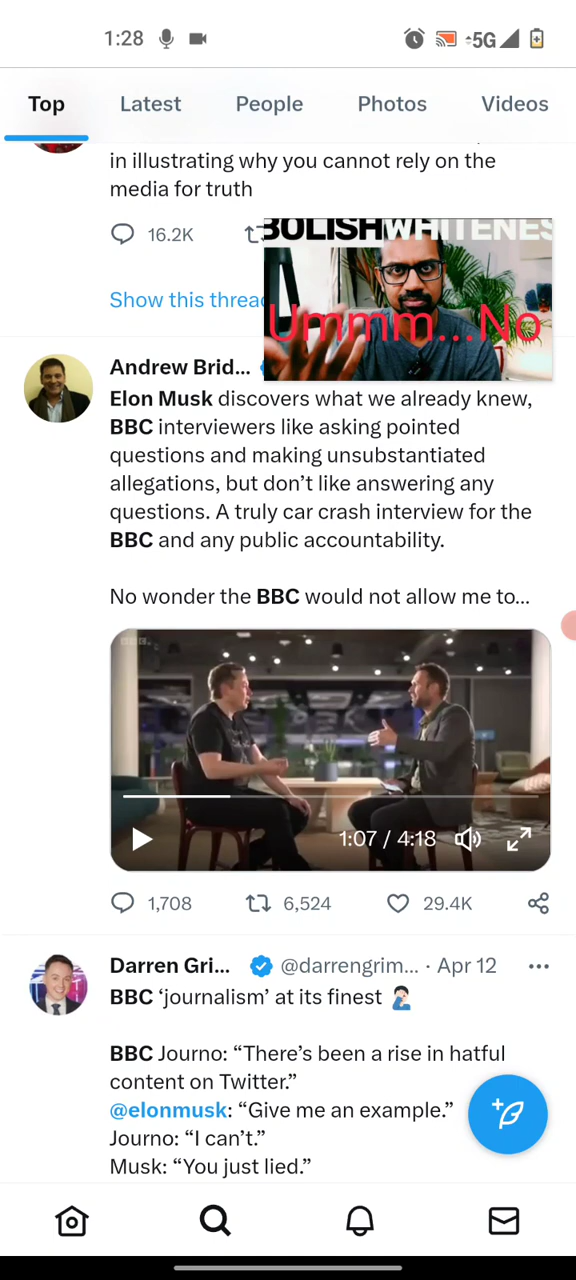 1:28
5G
Top
Latest
People
Photos
Videos
in illustrating why you cannot rely on the
media for truth
16.2K
BOLISHWHITENES
Ummm...No
Show this threa
Andrew Brid...
Elon Musk discovers what we already knew,
BBC interviewers like asking pointed
questions and making unsubstantiated
allegations, but don't like answering any
questions. A truly car crash interview for the
BBC and any public accountability.
No wonder the BBC would not allow me to...
BBC
1:07 / 4:18
1,708
6,524
29.4K
Darren Gri...
@darrengrim... · Apr 12
BBC ‘journalism’ at its finest
BBC Journo: “There’s been a rise in hatful
content on Twitter.”
@elonmusk: “Give me an example.”
Journo: “I can’t.”
Musk: “You just lied.”